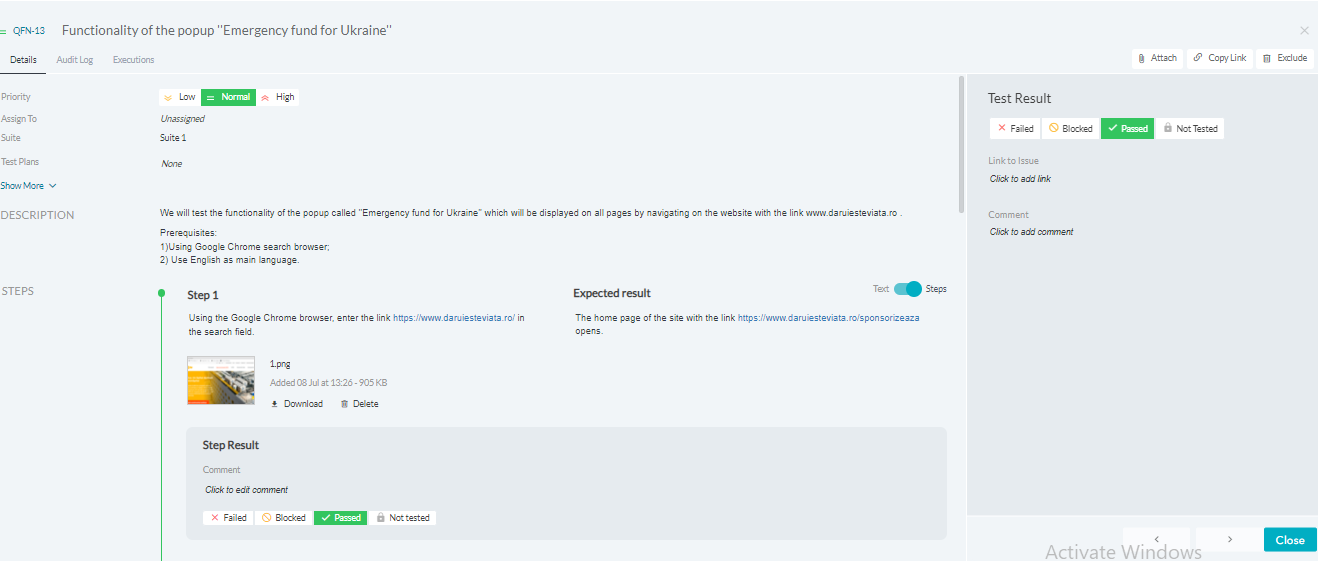 QFN-13 Functionality of the popup ''Emergency fund for Ukraine''
Details Audit Log Executions
Attach Copy Link Exclude
Priority Low Normal High
Assign To Unassigned
Suite Suite 1
Test Plans None
Show More
DESCRIPTION
We will test the functionality of the popup called ''Emergency fund for Ukraine'' which will be displayed on all pages by navigating on the website with the link www.daruiesteviata.ro .
Prerequisites:
1)Using Google Chrome search browser;
2) Use English as main language.
STEPS
Step 1
Using the Google Chrome browser, enter the link https://www.daruiesteviata.ro/ in
the search field.
Expected result
Text Steps
The home page of the site with the link https://www.daruiesteviata.ro/sponsorizeaza
opens.
1.png
Added 08 Jul at 13:26 - 905 KB
Download Delete
Step Result
Comment
Click to edit comment
Failed Blocked Passed Not tested
Test Result
Failed Blocked Passed Not Tested
Link to Issue
Click to add link
Comment
Click to add comment
Close
Activate Windows